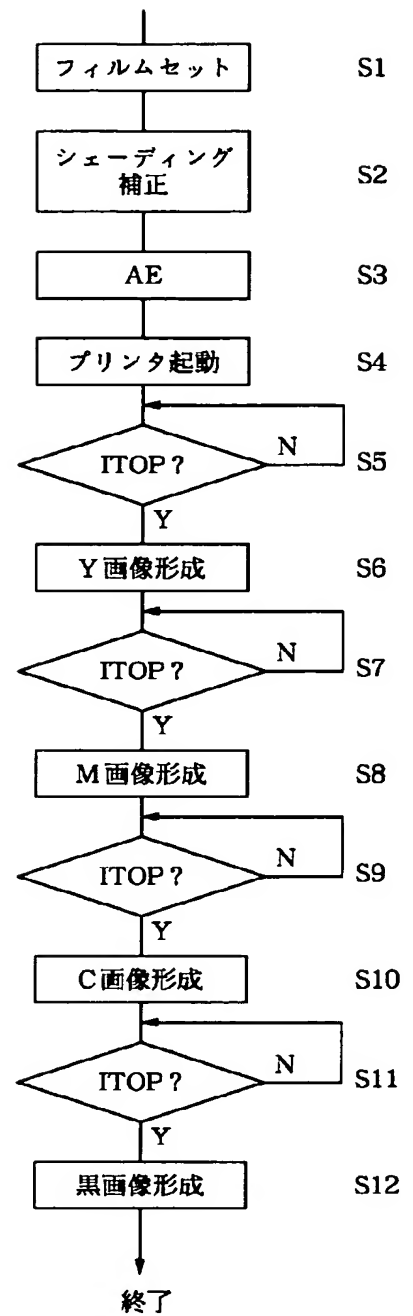 フィルムセット S1
シェーディング
補正 S2
AE S3
プリンタ起動 S4
ITOP? N S5
Y
Y画像形成 S6
ITOP? N S7
Y
M画像形成 S8
ITOP? N S9
Y
C画像形成 S10
ITOP? N S11
Y
黒画像形成 S12
終了